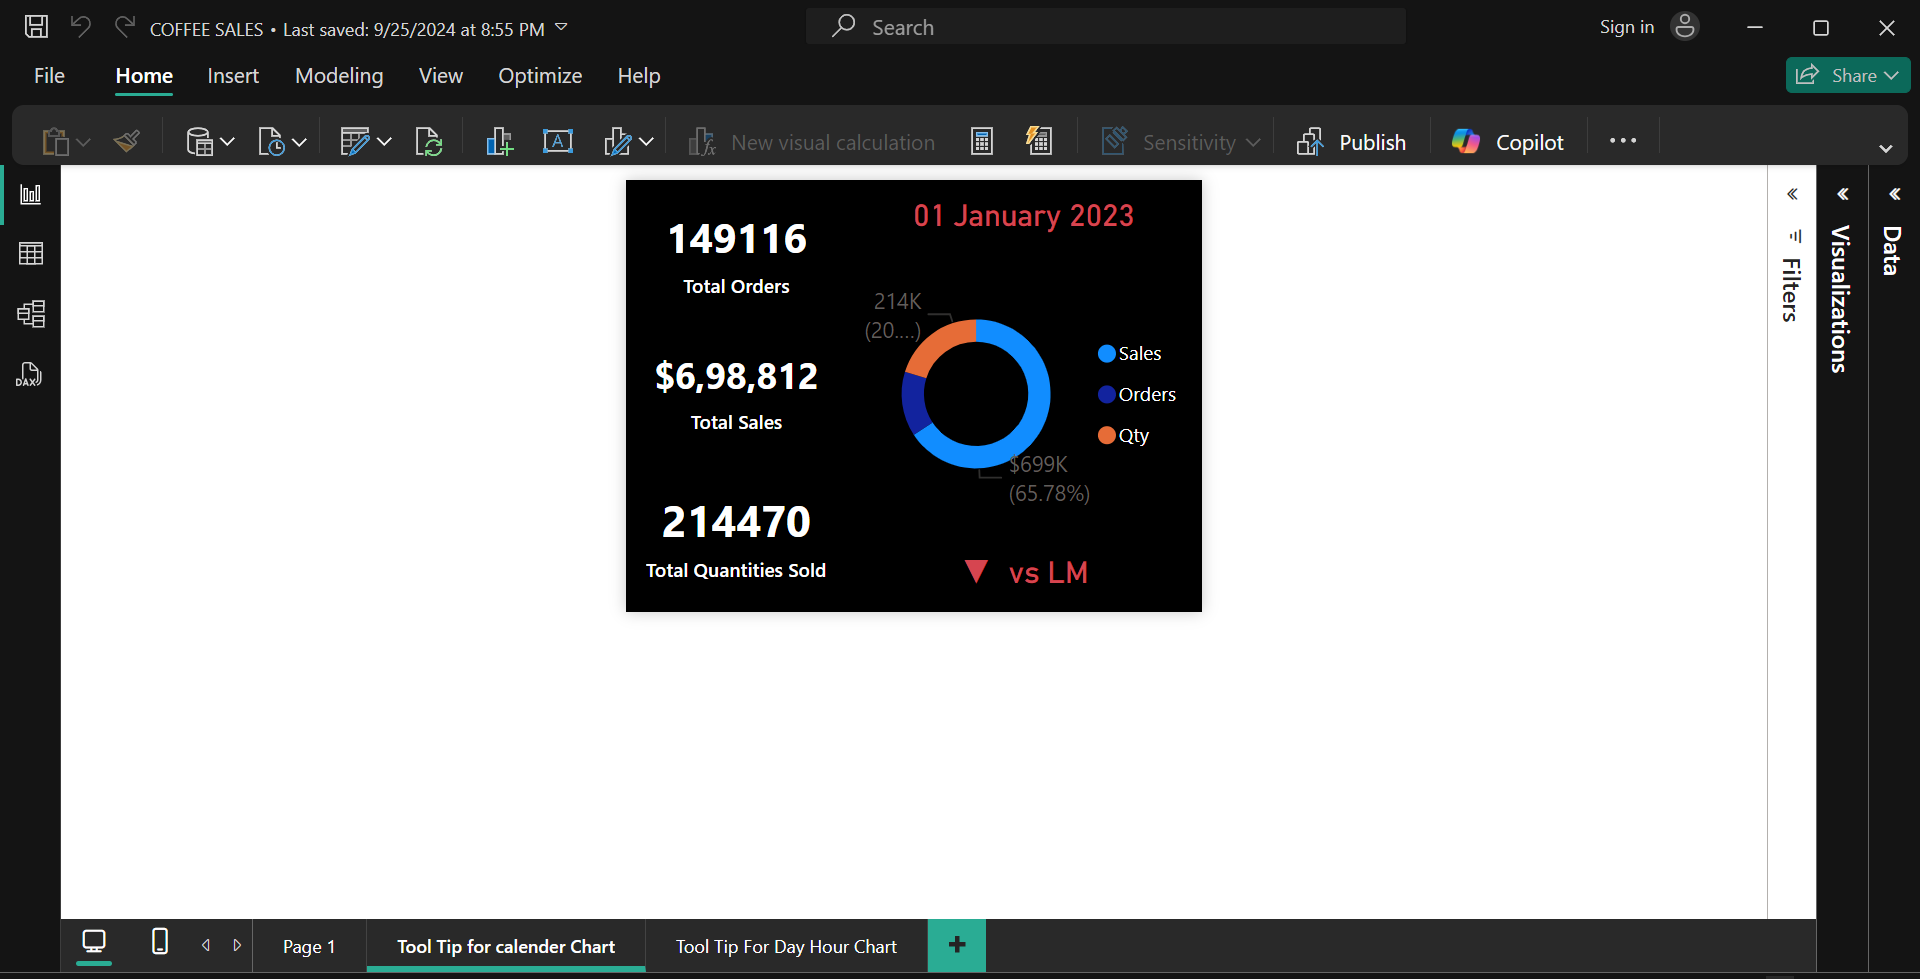 COFFEE SALES • Last saved: 9/25/2024 at 8:55 PM
Search
Sign in
File Home Insert Modeling View Optimize Help
Share
New visual calculation
Sensitivity
Publish
Copilot
149116
Total Orders
$6,98,812
Total Sales
214470
Total Quantities Sold
01 January 2023
214K
(20....)
$699K
(65.78%)
Sales
Orders
Qty
▼ vs LM
Filters
Visualizations
Data
DAX
Page 1
Tool Tip for calender Chart
Tool Tip For Day Hour Chart